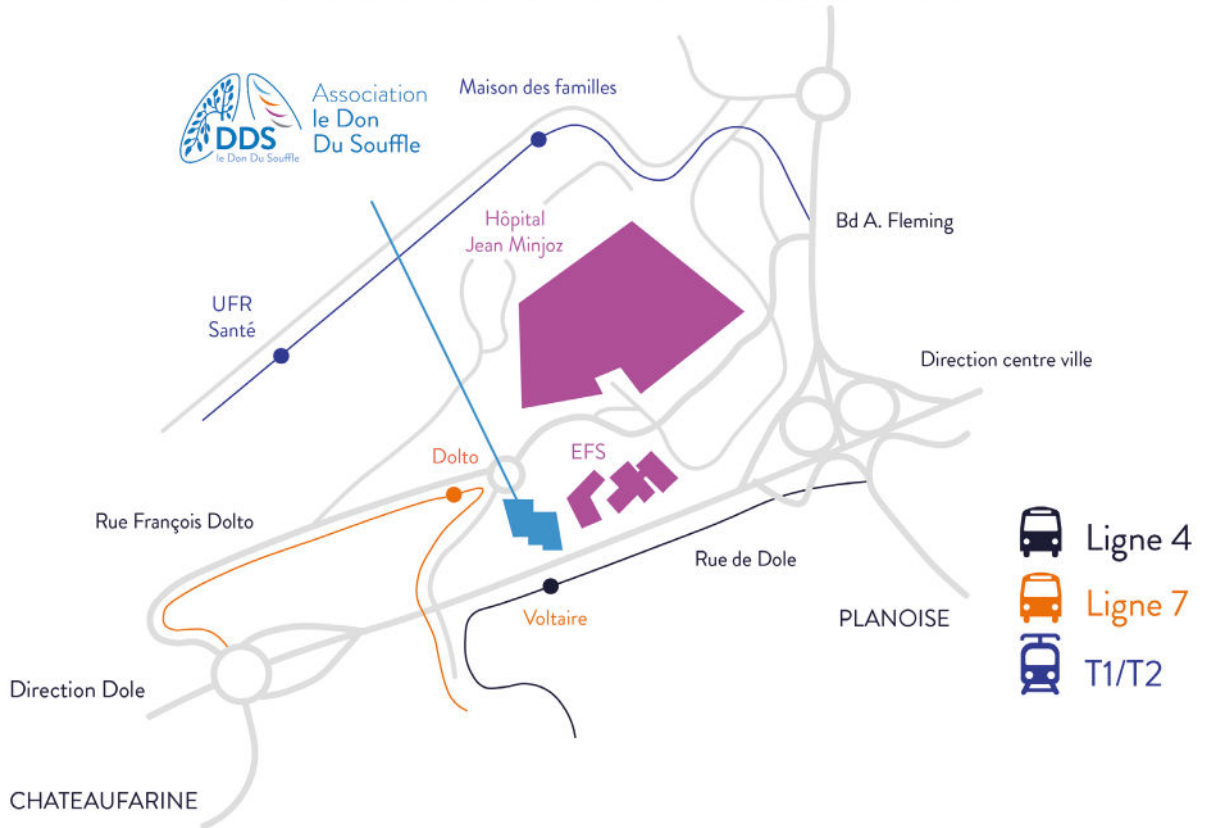 Maison des familles
Association
le Don
Du Souffle
DDS
le Don Du Souffle
Hôpital
Jean Minjoz
Bd A. Fleming
UFR
Santé
Direction centre ville
Dolto
EFS
Rue François Dolto
Rue de Dole
Voltaire
PLANOISE
Direction Dole
CHATEAUFARINE
Ligne 4
Ligne 7
T1/T2